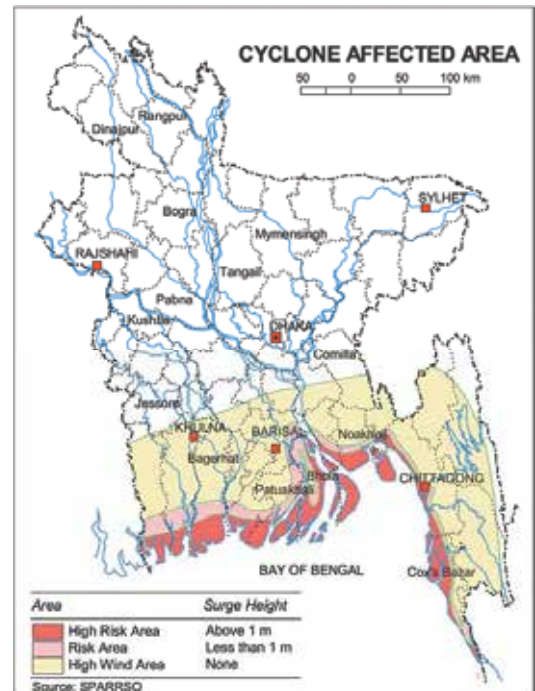 CYCLONE AFFECTED AREA
50 0 50 100 km
Rangpur
Dinajpur
Bogra
SYLHET
Mymensingh
RAJSHAHI
Tangail
Pabna
Kushtia
DHAKA
Comilla
Jessore
KHULNA
BARISAL
Noakhali
Bagerhat
Bhola
Patuakhali
CHITTAGONG
BAY OF BENGAL
Cox's Bazar
Area Surge Height
High Risk Area Above 1 m
Risk Area Less than 1 m
High Wind Area None
Source: SPARRSO